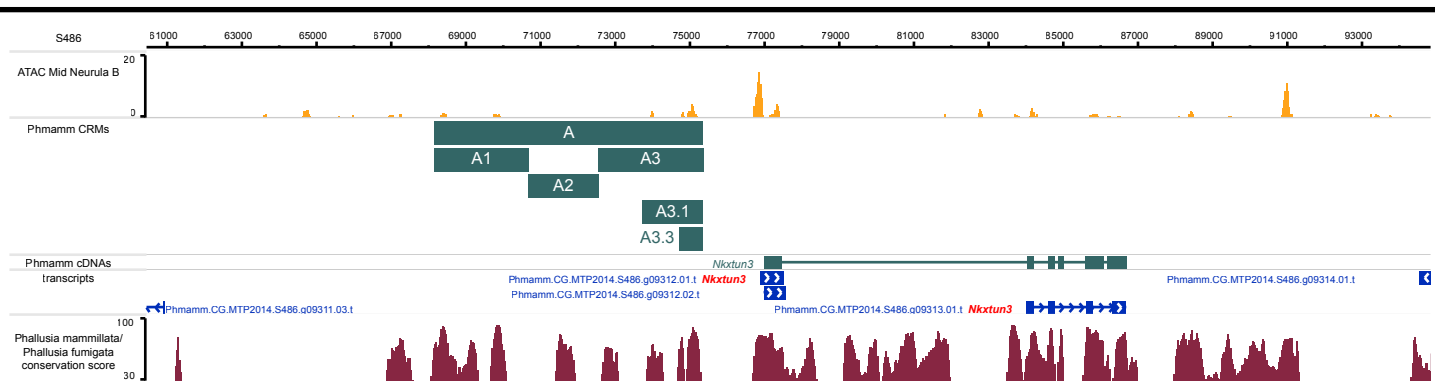 S486
61000 63000 65000 67000 69000 71000 73000 75000 77000 79000 81000 83000 85000 87000 89000 91000 93000
20
ATAC Mid Neurula B
0
Phmamm CRMs
A
A1 A3
A2
A3.1
A3.3
Phmamm cDNAs Nkxtun3
transcripts Phmamm.CG.MTP2014.S486.g09312.01.t Nkxtun3 Phmamm.CG.MTP2014.S486.g09314.01.t
Phmamm.CG.MTP2014.S486.g09312.02.t
Phmamm.CG.MTP2014.S486.g09311.03.t Phmamm.CG.MTP2014.S486.g09313.01.t Nkxtun3
100
Phallusia mammillata/
Phallusia fumigata
conservation score
30